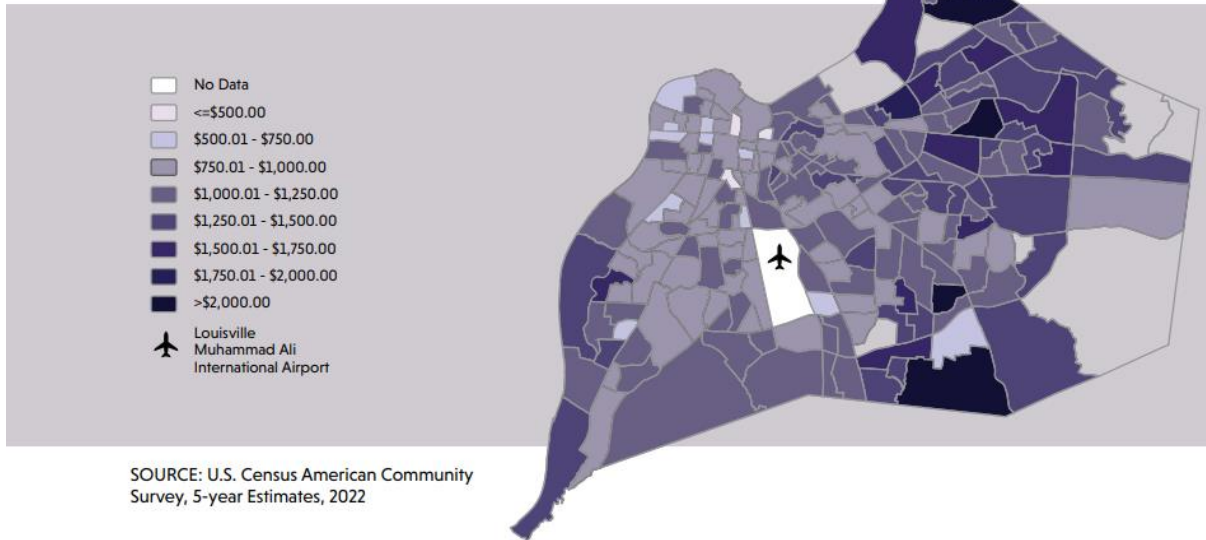 No Data
<=$500.00
$500.01 - $750.00
$750.01 - $1,000.00
$1,000.01 - $1,250.00
$1,250.01 - $1,500.00
$1,500.01 - $1,750.00
$1,750.01 - $2,000.00
>$2,000.00
Louisville
Muhammad Ali
International Airport
SOURCE: U.S. Census American Community
Survey, 5-year Estimates, 2022